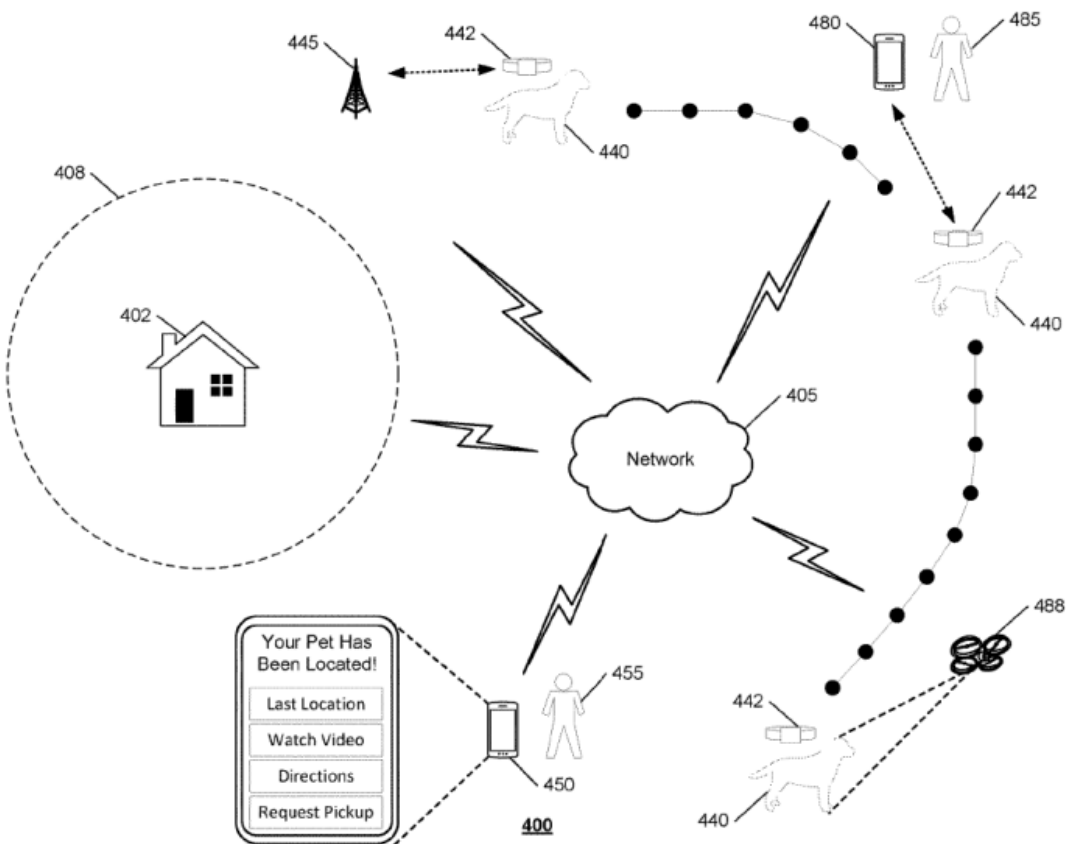 445
442
480
485
440
408
442
402
440
405
Network
488
Your Pet Has
Been Located!
455
Last Location
442
Watch Video
Directions
450
440
Request Pickup
400